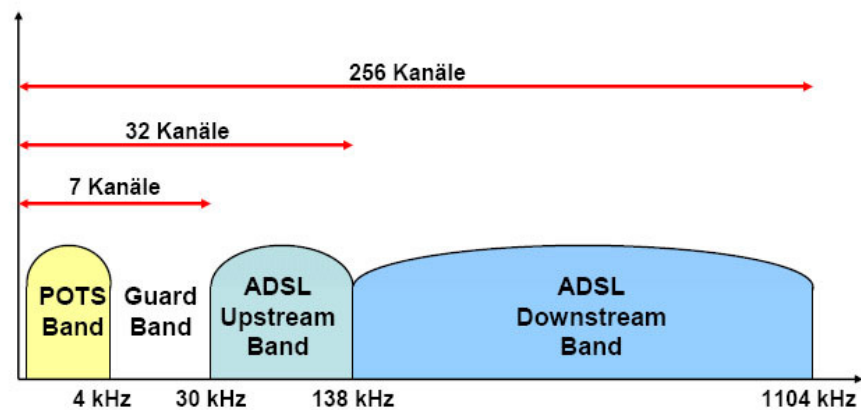 256 Kanäle
32 Kanäle
7 Kanäle
POTS
Band
Guard
Band
ADSL
Upstream
Band
ADSL
Downstream
Band
4 kHz 30 kHz 138 kHz 1104 kHz